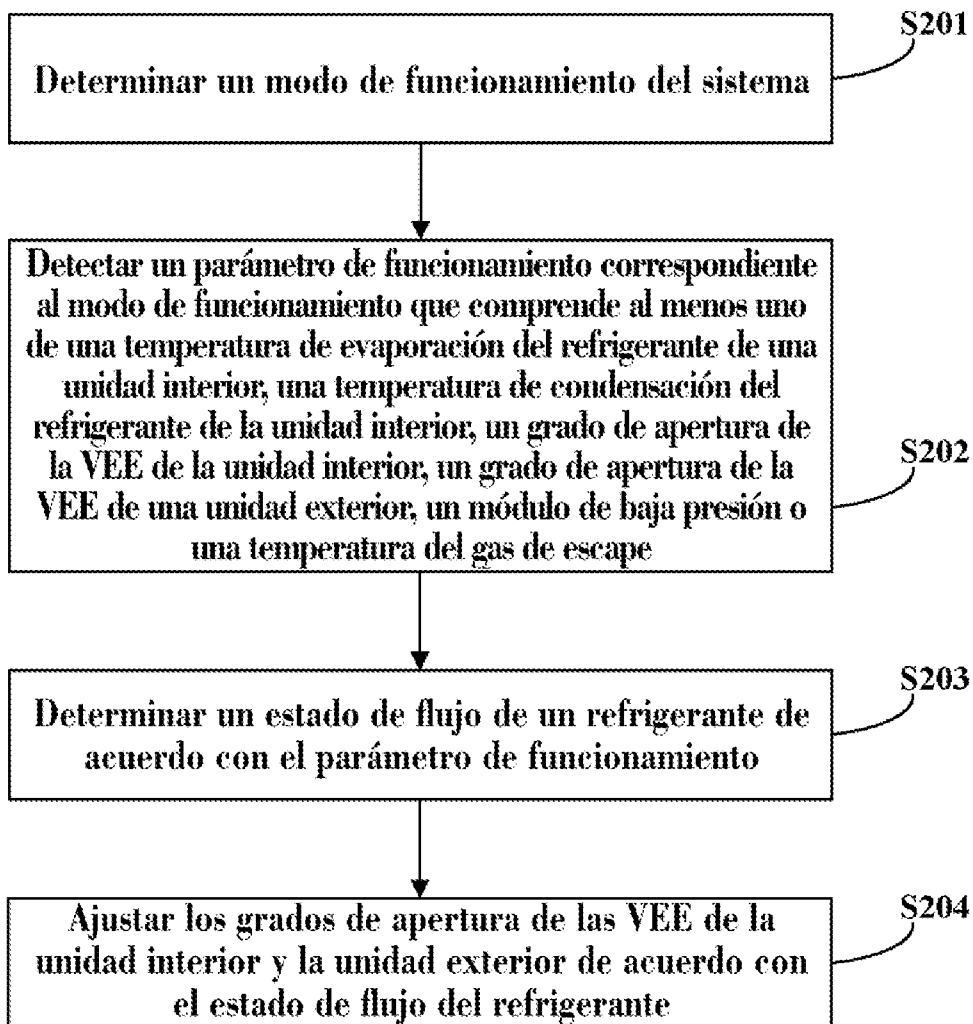 S201
Determinar un modo de funcionamiento del sistema
Detectar un parámetro de funcionamiento correspondiente
al modo de funcionamiento que comprende al menos uno
de una temperatura de evaporación del refrigerante de una
unidad interior, una temperatura de condensación del
refrigerante de la unidad interior, un grado de apertura de
la VEE de la unidad interior, un grado de apertura de la
VEE de una unidad exterior, un módulo de baja presión o
una temperatura del gas de escape
S202
S203
Determinar un estado de flujo de un refrigerante de
acuerdo con el parámetro de funcionamiento
S204
Ajustar los grados de apertura de las VEE de la
unidad interior y la unidad exterior de acuerdo con
el estado de flujo del refrigerante